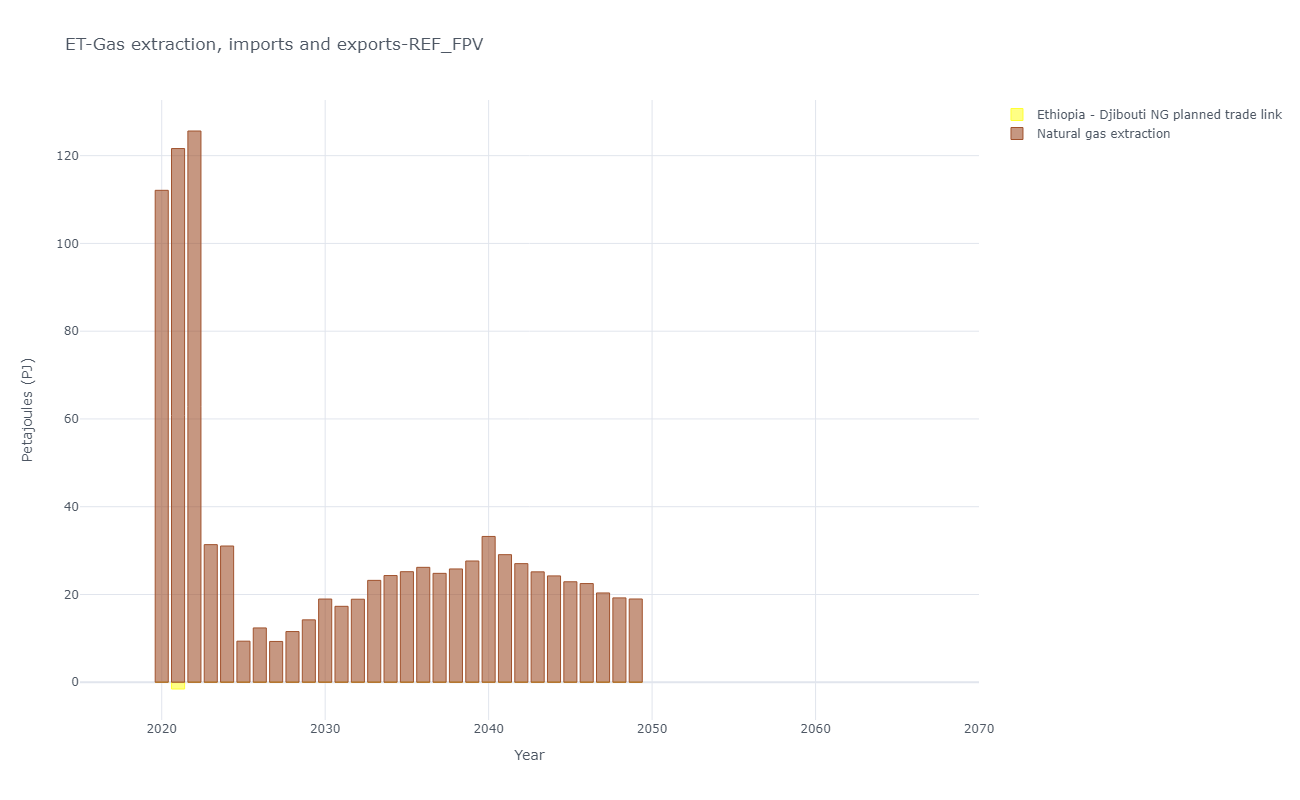 ET-Gas extraction, imports and exports-REF_FPV
Ethiopia - Djibouti NG planned trade link
Natural gas extraction
120
100
80
60
40
20
0
Petajoules (PJ)
2020 2030 2040 2050 2060 2070
Year